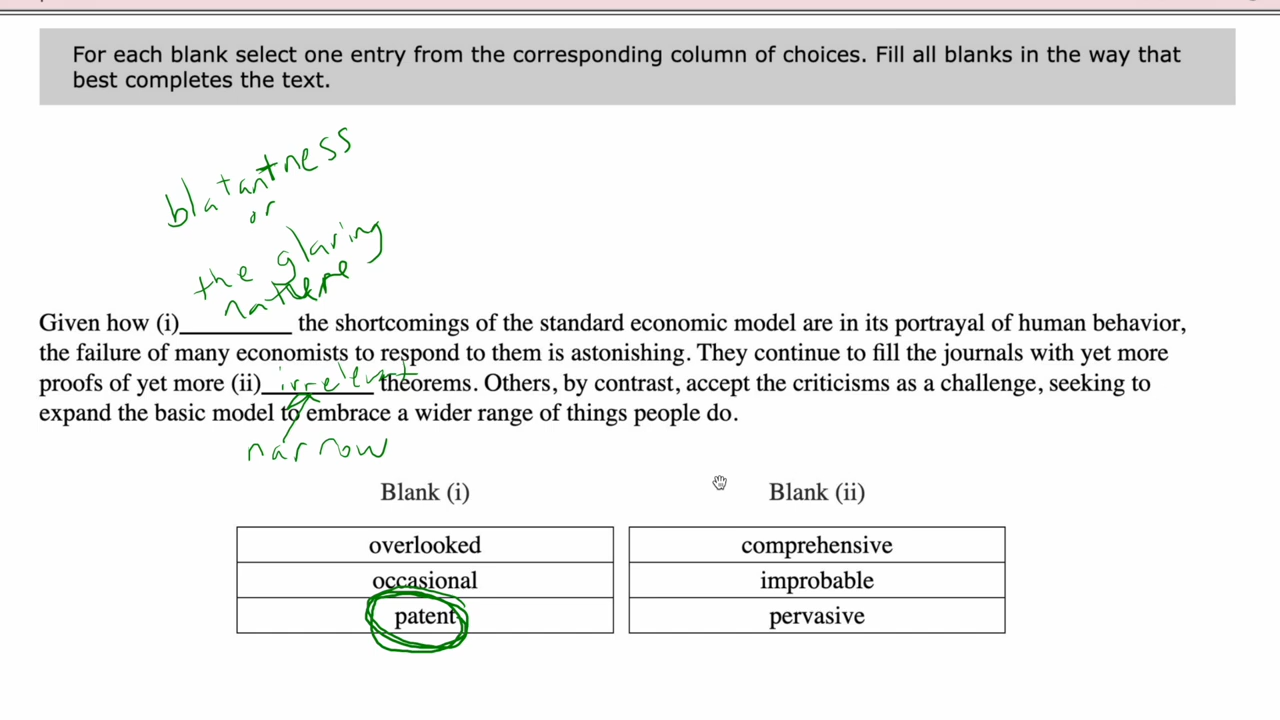 For each blank select one entry from the corresponding column of choices. Fill all blanks in the way that
best completes the text.
blatantness
or
the glaring
nature
Given how (i)__________ the shortcomings of the standard economic model are in its portrayal of human behavior,
the failure of many economists to respond to them is astonishing. They continue to fill the journals with yet more
proofs of yet more (ii)__________ theorems. Others, by contrast, accept the criticisms as a challenge, seeking to
irrelevant
expand the basic model to embrace a wider range of things people do.
narrow
Blank (i)
Blank (ii)
overlooked
comprehensive
occasional
improbable
patent
pervasive